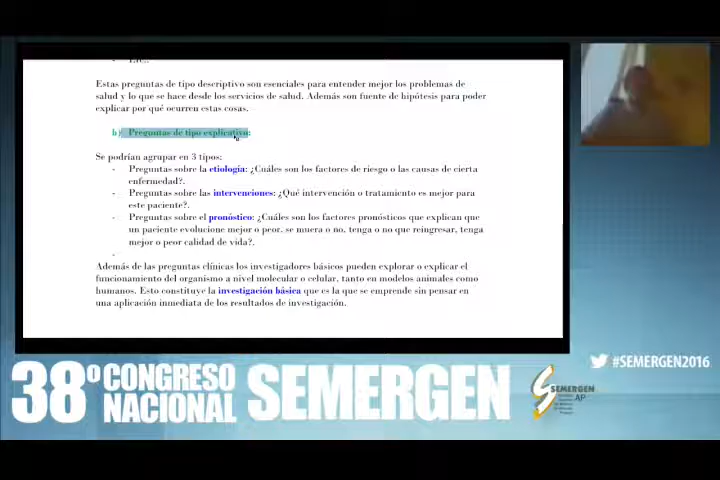 - Etc..
Estas preguntas de tipo descriptivo son esenciales para entender mejor los problemas de
salud y lo que se hace desde los servicios de salud. Además son fuente de hipótesis para poder
explicar por qué ocurren estas cosas.
b) Preguntas de tipo explicativo:
Se podrían agrupar en 3 tipos:
- Preguntas sobre la etiología: ¿Cuáles son los factores de riesgo o las causas de cierta
enfermedad?.
- Preguntas sobre las intervenciones: ¿Qué intervención o tratamiento es mejor para
este paciente?.
- Preguntas sobre el pronóstico: ¿Cuáles son los factores pronósticos que explican que
un paciente evolucione mejor o peor, se muera o no, tenga o no que reingresar, tenga
mejor o peor calidad de vida?.
-
Además de las preguntas clínicas los investigadores básicos pueden explorar o explicar el
funcionamiento del organismo a nivel molecular o celular, tanto en modelos animales como
humanos. Esto constituye la investigación básica que es la que se emprende sin pensar en
una aplicación inmediata de los resultados de investigación.
#SEMERGEN2016
38º CONGRESO NACIONAL SEMERGEN
SEMERGEN
AP